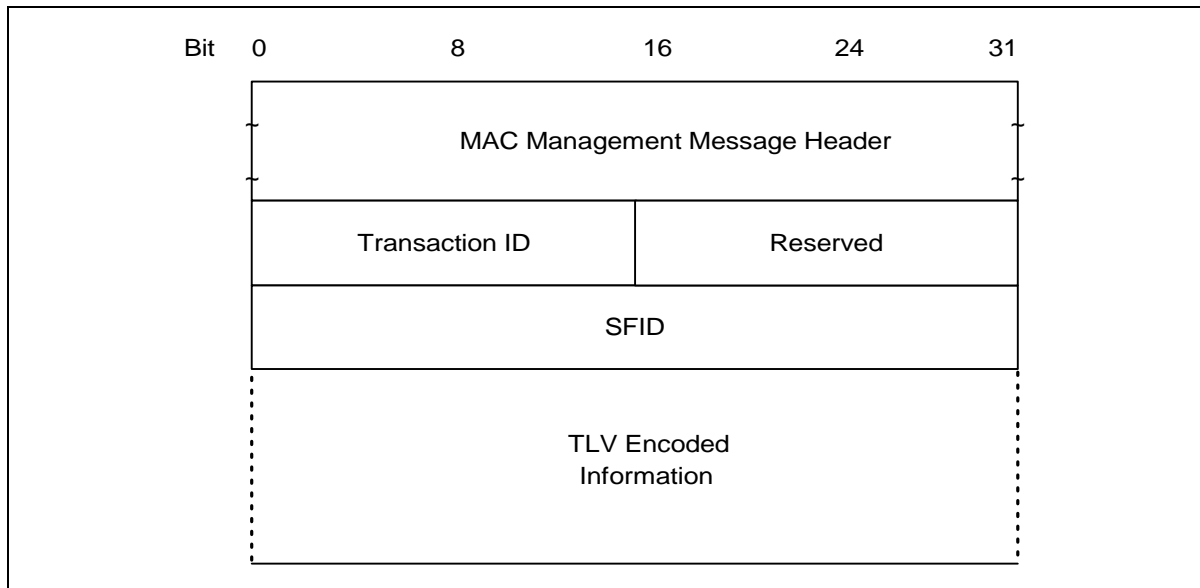 Bit 0 8 16 24 31
MAC Management Message Header
Transaction ID Reserved
SFID
TLV Encoded
Information